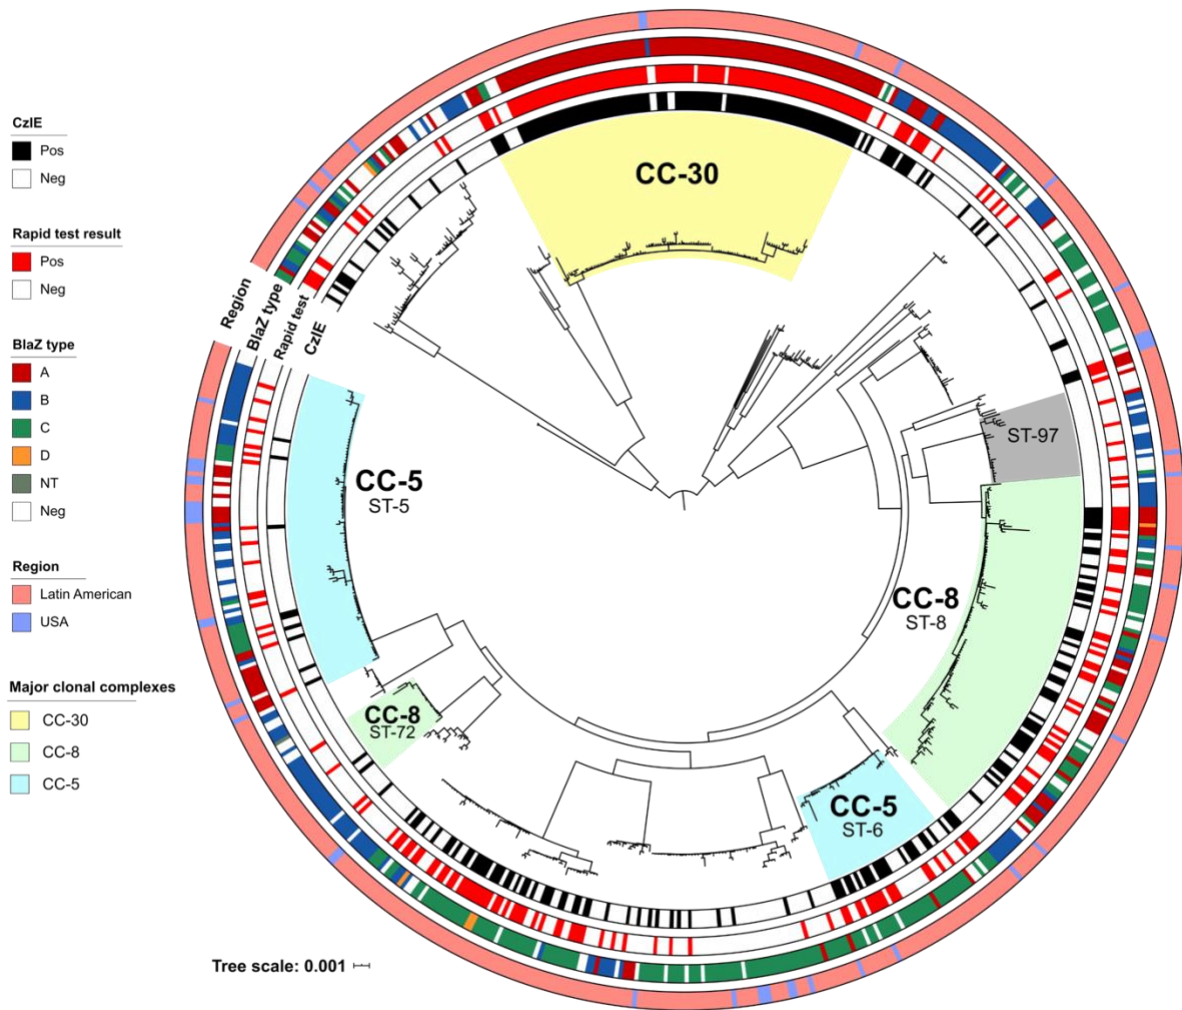 CzIE
Pos
Neg
Rapid test result
Pos
Neg
BlaZ type
A
B
C
D
NT
Neg
Region
Latin American
USA
Major clonal complexes
CC-30
CC-8
CC-5
Region
BlaZ type
Rapid test
CzIE
CC-30
ST-97
CC-5
ST-5
CC-8
ST-8
CC-8
ST-72
CC-5
ST-6
Tree scale: 0.001